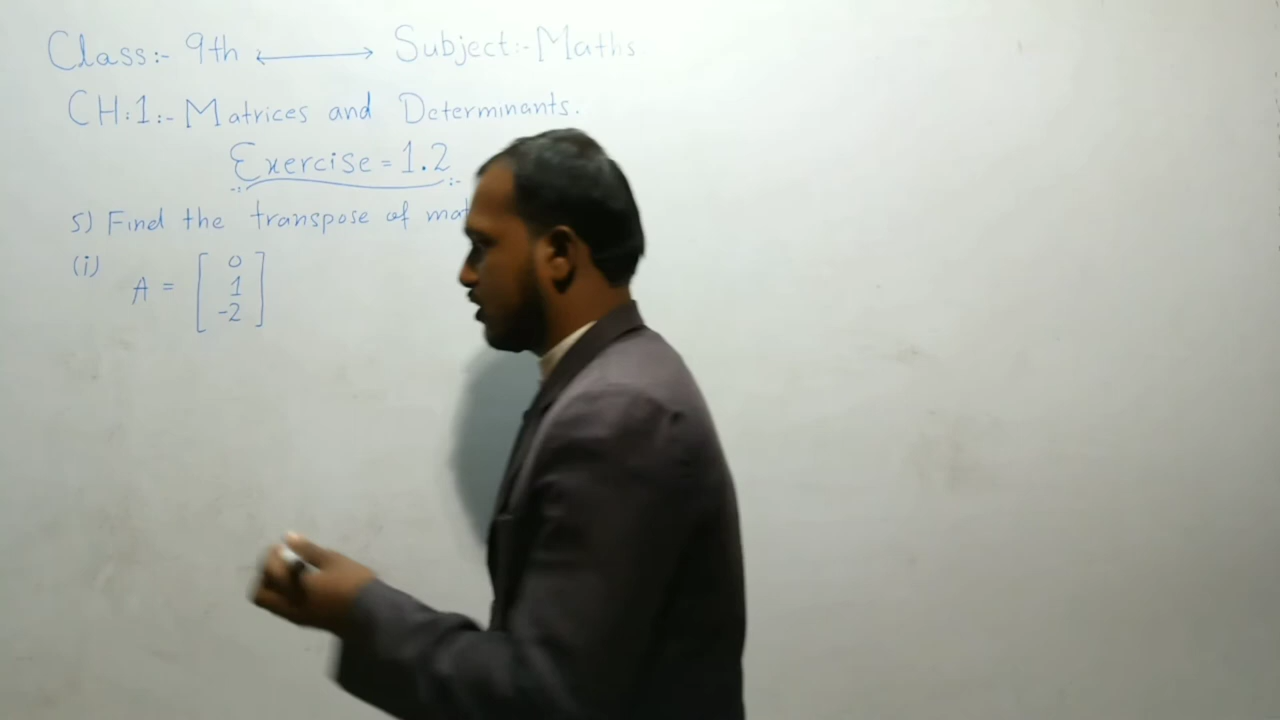 Class:- 9th ⟷ Subject:- Maths
CH:1:- Matrices and Determinants.
Exercise = 1.2
5) Find the transpose of
(i) A = [ 0
1
-2 ]